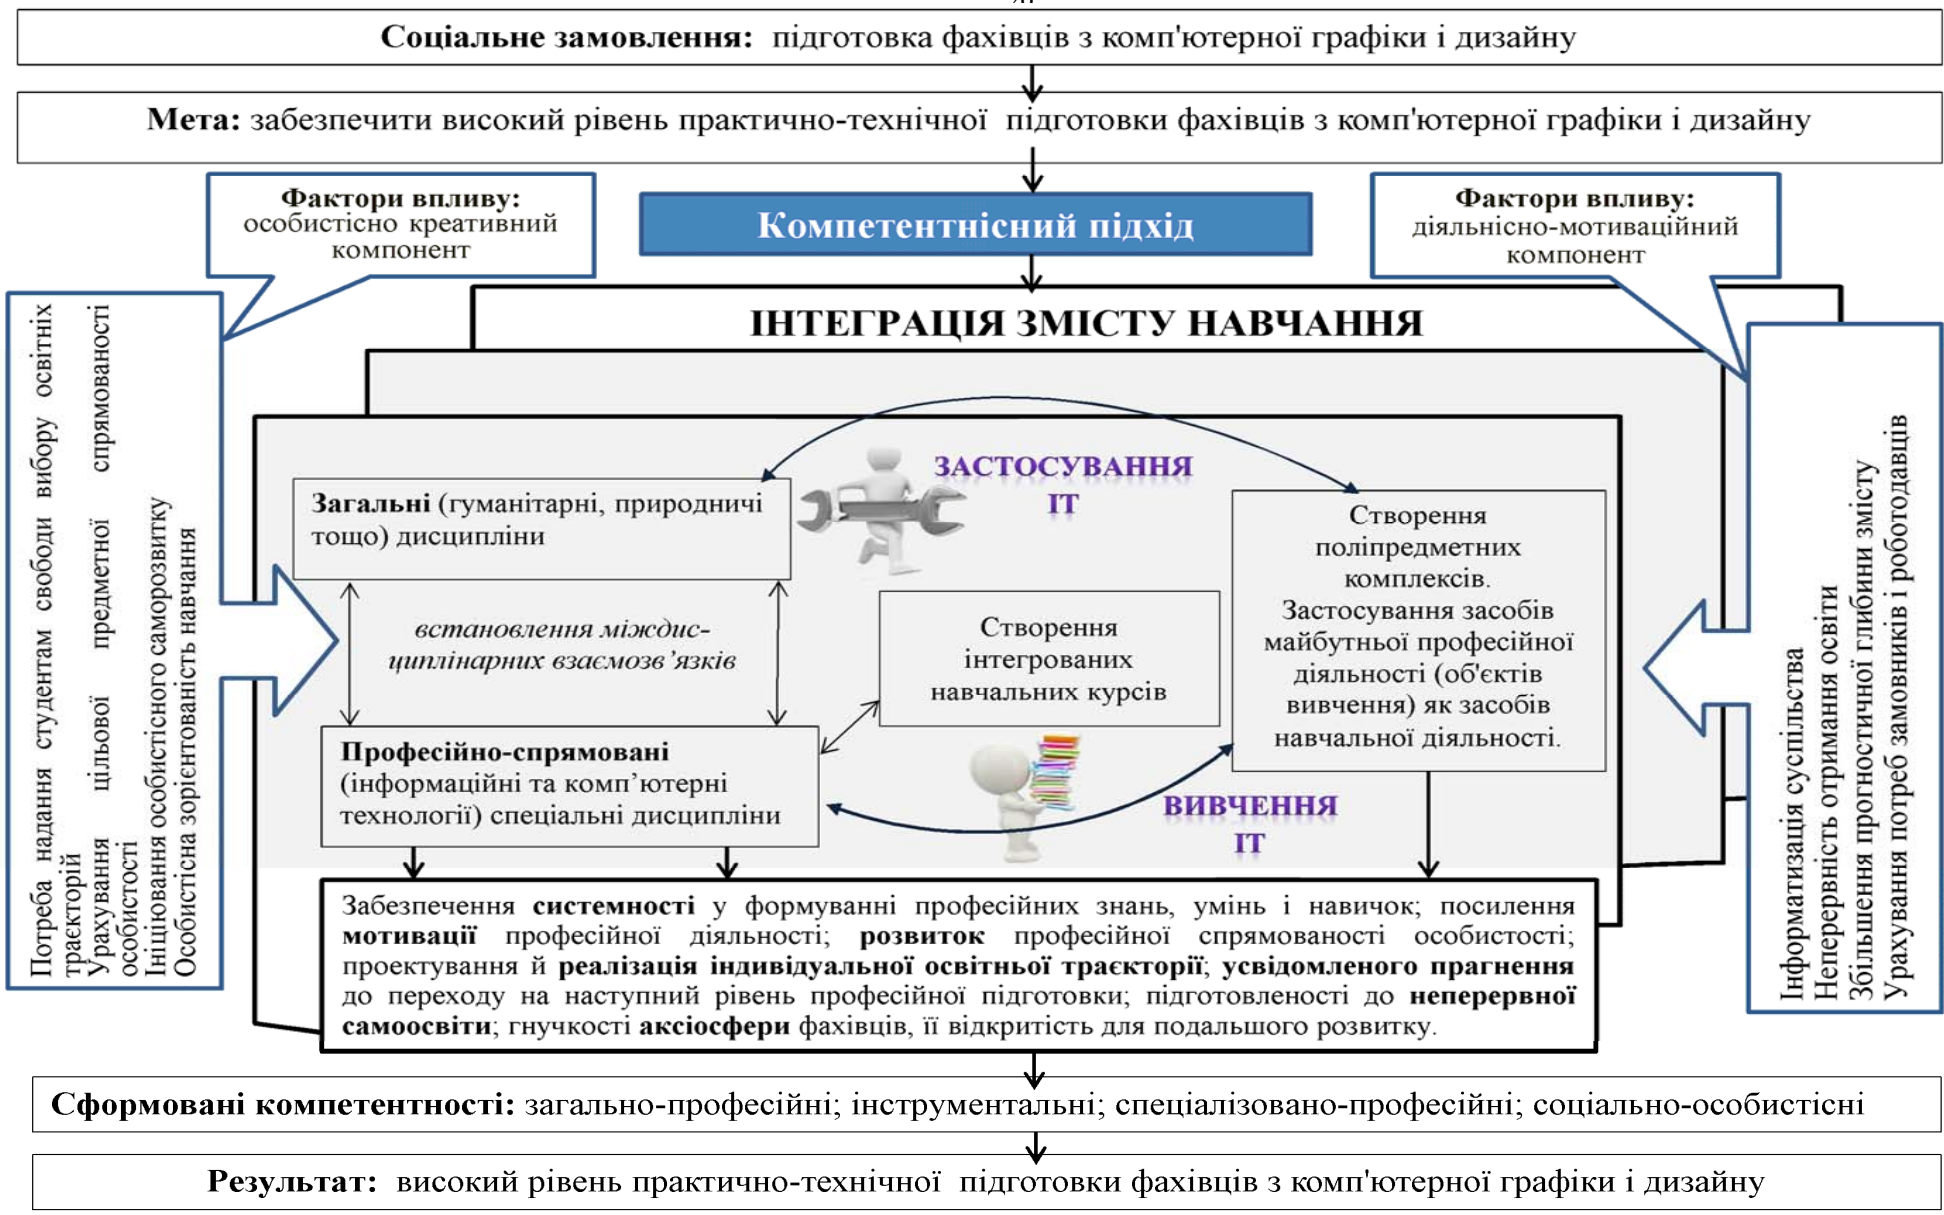 Соціальне замовлення: підготовка фахівців з комп'ютерної графіки і дизайну
Мета: забезпечити високий рівень практично-технічної підготовки фахівців з комп'ютерної графіки і дизайну
Фактори впливу:
особистісно креативний
компонент
Компетентнісний підхід
Фактори впливу:
діяльнісно-мотиваційний
компонент
ІНТЕГРАЦІЯ ЗМІСТУ НАВЧАННЯ
Потреба надання студентам свободи вибору освітніх
траєкторій
Урахування цільової предметної спрямованості
особистості
Ініціювання особистісного саморозвитку
Особистісна зорієнтованість навчання
ЗАСТОСУВАННЯ
ІТ
Загальні (гуманітарні, природничі
тощо) дисципліни
встановлення міждис-
циплінарних взаємозв’язків
Створення
інтегрованих
навчальних курсів
Створення
поліпредметних
комплексів.
Застосування засобів
майбутньої професійної
діяльності (об'єктів
вивчення) як засобів
навчальної діяльності.
Професійно-спрямовані
(інформаційні та комп’ютерні
технології) спеціальні дисципліни
ВИВЧЕННЯ
ІТ
Інформатизація суспільства
Неперервність отримання освіти
Збільшення прогностичної глибини змісту
Урахування потреб замовників і роботодавців
Забезпечення системності у формуванні професійних знань, умінь і навичок; посилення
мотивації професійної діяльності; розвиток професійної спрямованості особистості;
проектування й реалізація індивідуальної освітньої траєкторії; усвідомленого прагнення
до переходу на наступний рівень професійної підготовки; підготовленості до неперервної
самоосвіти; гнучкості аксіосфери фахівців, її відкритість для подальшого розвитку.
Сформовані компетентності: загально-професійні; інструментальні; спеціалізовано-професійні; соціально-особистісні
Результат: високий рівень практично-технічної підготовки фахівців з комп'ютерної графіки і дизайну